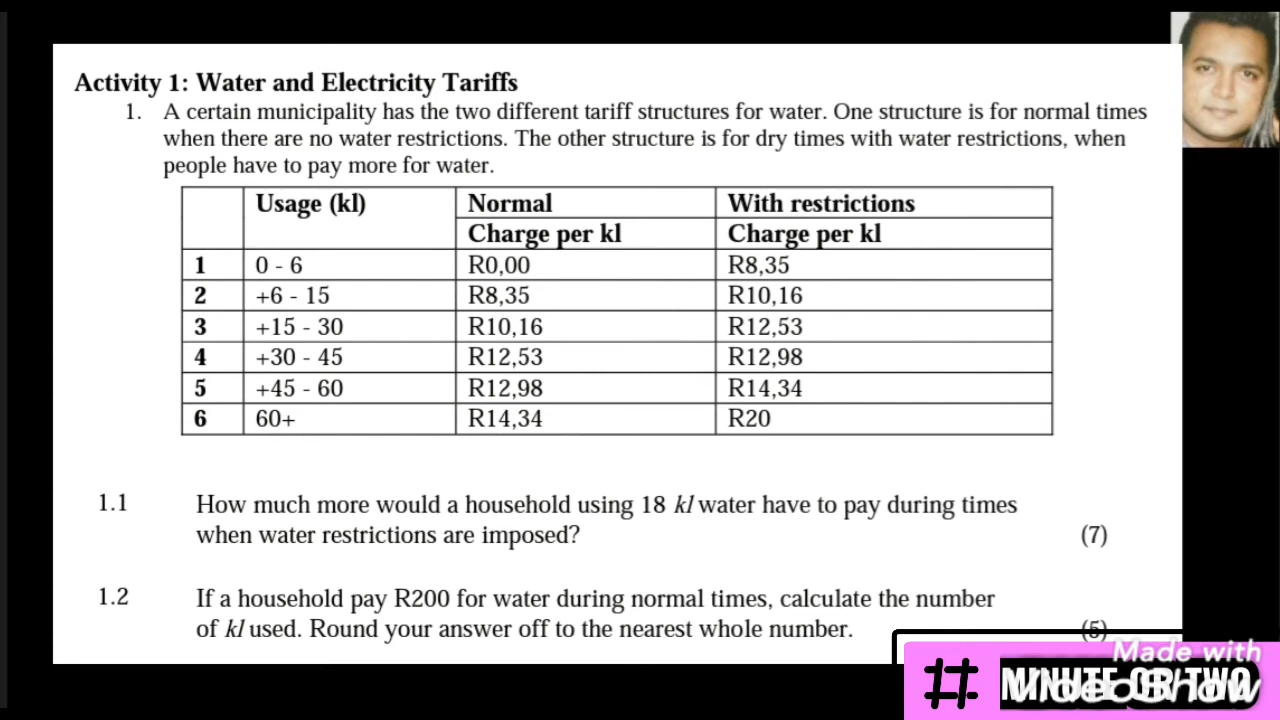 Activity 1: Water and Electricity Tariffs
1. A certain municipality has the two different tariff structures for water. One structure is for normal times
when there are no water restrictions. The other structure is for dry times with water restrictions, when
people have to pay more for water.
Usage (kl) Normal With restrictions
Charge per kl Charge per kl
1 0 - 6 R0,00 R8,35
2 +6 - 15 R8,35 R10,16
3 +15 - 30 R10,16 R12,53
4 +30 - 45 R12,53 R12,98
5 +45 - 60 R12,98 R14,34
6 60+ R14,34 R20
1.1 How much more would a household using 18 kl water have to pay during times
when water restrictions are imposed? (7)
1.2 If a household pay R200 for water during normal times, calculate the number
of kl used. Round your answer off to the nearest whole number. (5)
Made with
VideoShow
# MINUTE OR TWO